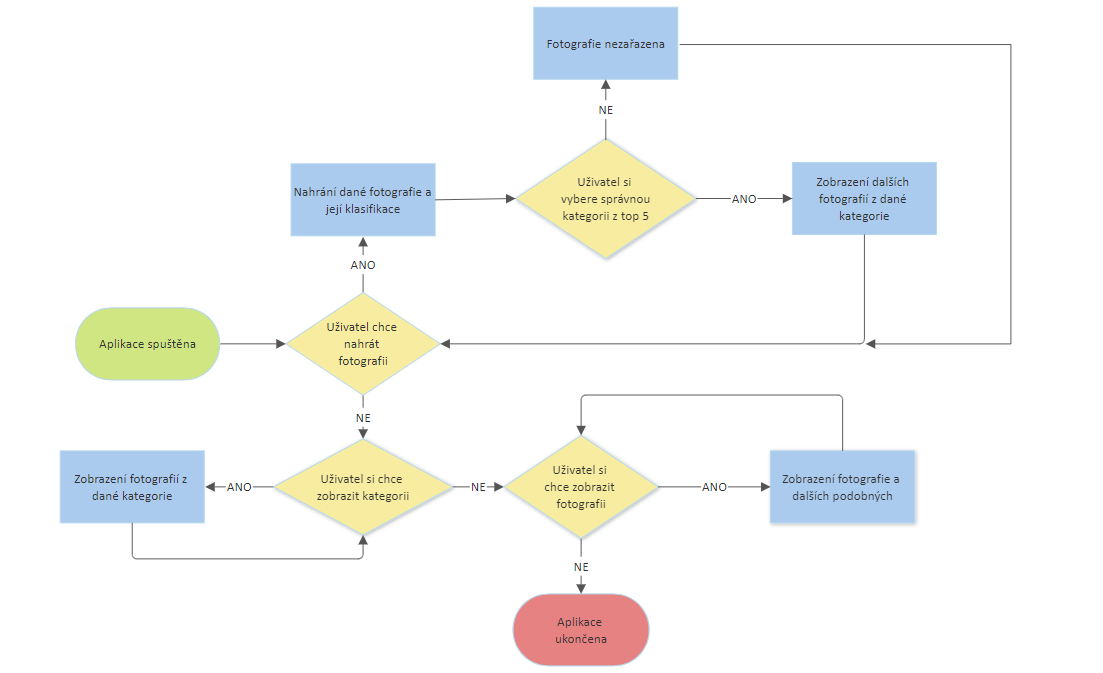 Fotografie nezařazena
NE
Uživatel si
vybere správnou
kategorii z top 5
ANO
Zobrazení dalších
fotografií z dané
kategorie
Nahrání dané fotografie a
její klasifikace
ANO
Aplikace spuštěna
Uživatel chce
nahrát
fotografii
NE
Zobrazení fotografií z
dané kategorie
ANO
Uživatel si chce
zobrazit kategorii
NE
Uživatel si
chce zobrazit
fotografii
ANO
Zobrazení fotografie a
dalších podobných
NE
Aplikace
ukončena